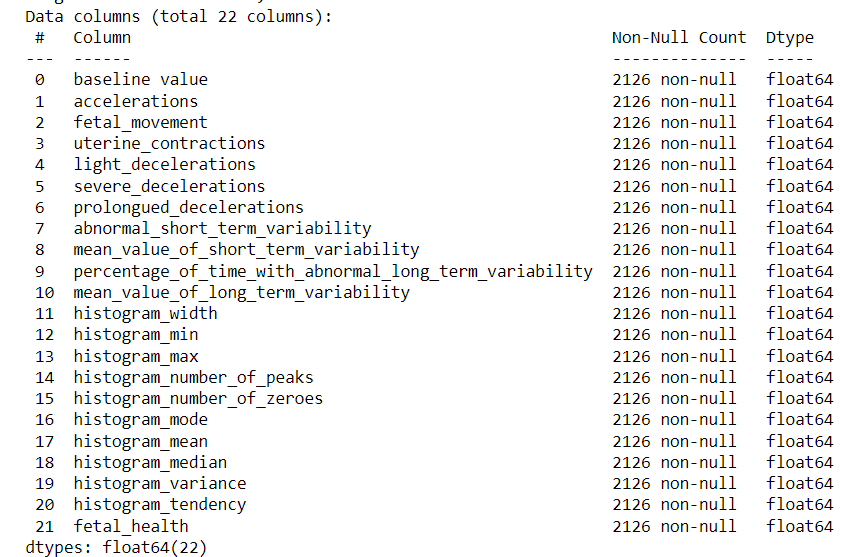 Data columns (total 22 columns):
 #   Column                                                  Non-Null Count  Dtype
---  ------                                                  --------------  -----
 0   baseline value                                          2126 non-null   float64
 1   accelerations                                           2126 non-null   float64
 2   fetal_movement                                          2126 non-null   float64
 3   uterine_contractions                                    2126 non-null   float64
 4   light_decelerations                                     2126 non-null   float64
 5   severe_decelerations                                    2126 non-null   float64
 6   prolongued_decelerations                                2126 non-null   float64
 7   abnormal_short_term_variability                         2126 non-null   float64
 8   mean_value_of_short_term_variability                    2126 non-null   float64
 9   percentage_of_time_with_abnormal_long_term_variability  2126 non-null   float64
 10  mean_value_of_long_term_variability                     2126 non-null   float64
 11  histogram_width                                         2126 non-null   float64
 12  histogram_min                                           2126 non-null   float64
 13  histogram_max                                           2126 non-null   float64
 14  histogram_number_of_peaks                               2126 non-null   float64
 15  histogram_number_of_zeroes                              2126 non-null   float64
 16  histogram_mode                                          2126 non-null   float64
 17  histogram_mean                                          2126 non-null   float64
 18  histogram_median                                        2126 non-null   float64
 19  histogram_variance                                      2126 non-null   float64
 20  histogram_tendency                                      2126 non-null   float64
 21  fetal_health                                            2126 non-null   float64
dtypes: float64(22)